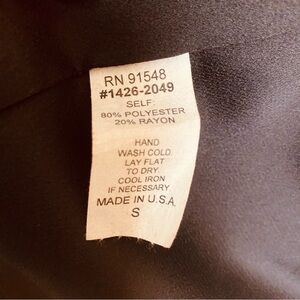 RN 91548
#1426-2049
SELF
80% POLYESTER
20% RAYON
HAND
WASH COLD
LAY FLAT
TO DRY
COOL IRON
IF NECESSARY
MADE IN U.S.A.
S